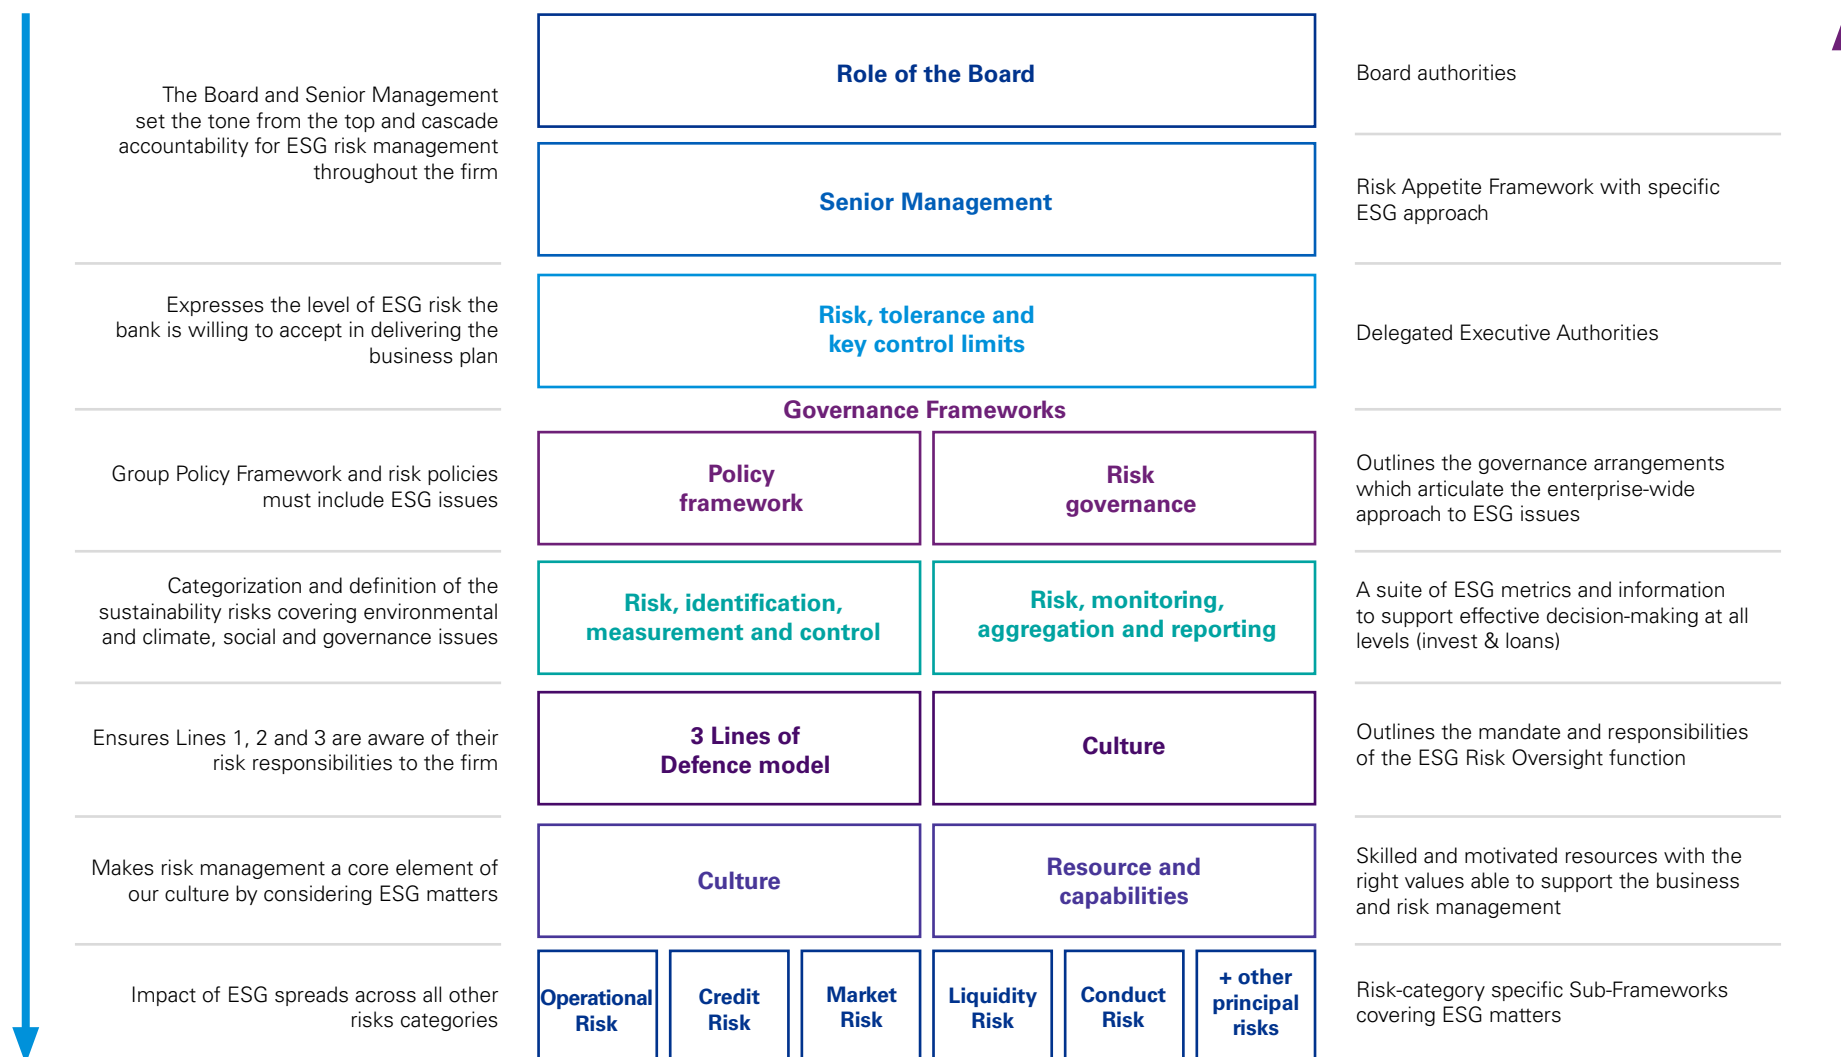 Role of the Board
Board authorities
The Board and Senior Management
set the tone from the top and cascade
accountability for ESG risk management
throughout the firm
Senior Management
Risk Appetite Framework with specific
ESG approach
Expresses the level of ESG risk the
bank is willing to accept in delivering the
business plan
Risk, tolerance and
key control limits
Delegated Executive Authorities
Governance Frameworks
Group Policy Framework and risk policies
must include ESG issues
Policy
framework
Risk
governance
Outlines the governance arrangements
which articulate the enterprise-wide
approach to ESG issues
Categorization and definition of the
sustainability risks covering environmental
and climate, social and governance issues
Risk, identification,
measurement and control
Risk, monitoring,
aggregation and reporting
A suite of ESG metrics and information
to support effective decision-making at all
levels (invest & loans)
Ensures Lines 1, 2 and 3 are aware of their
risk responsibilities to the firm
3 Lines of
Defence model
Culture
Outlines the mandate and responsibilities
of the ESG Risk Oversight function
Makes risk management a core element of
our culture by considering ESG matters
Culture
Resource and
capabilities
Skilled and motivated resources with the
right values able to support the business
and risk management
Impact of ESG spreads across all other
risks categories
Operational
Risk
Credit
Risk
Market
Risk
Liquidity
Risk
Conduct
Risk
+ other
principal
risks
Risk-category specific Sub-Frameworks
covering ESG matters